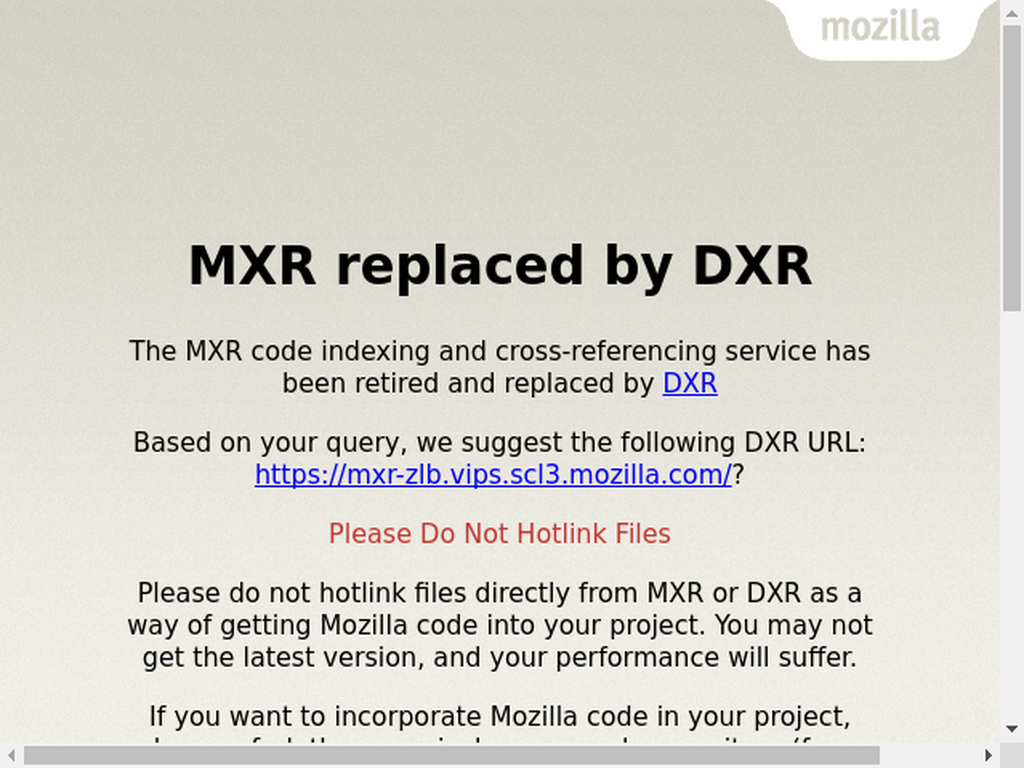 mozilla
MXR replaced by DXR
The MXR code indexing and cross-referencing service has
been retired and replaced by DXR
Based on your query, we suggest the following DXR URL:
https://mxr-zlb.vips.scl3.mozilla.com/?
Please Do Not Hotlink Files
Please do not hotlink files directly from MXR or DXR as a
way of getting Mozilla code into your project. You may not
get the latest version, and your performance will suffer.
If you want to incorporate Mozilla code in your project,